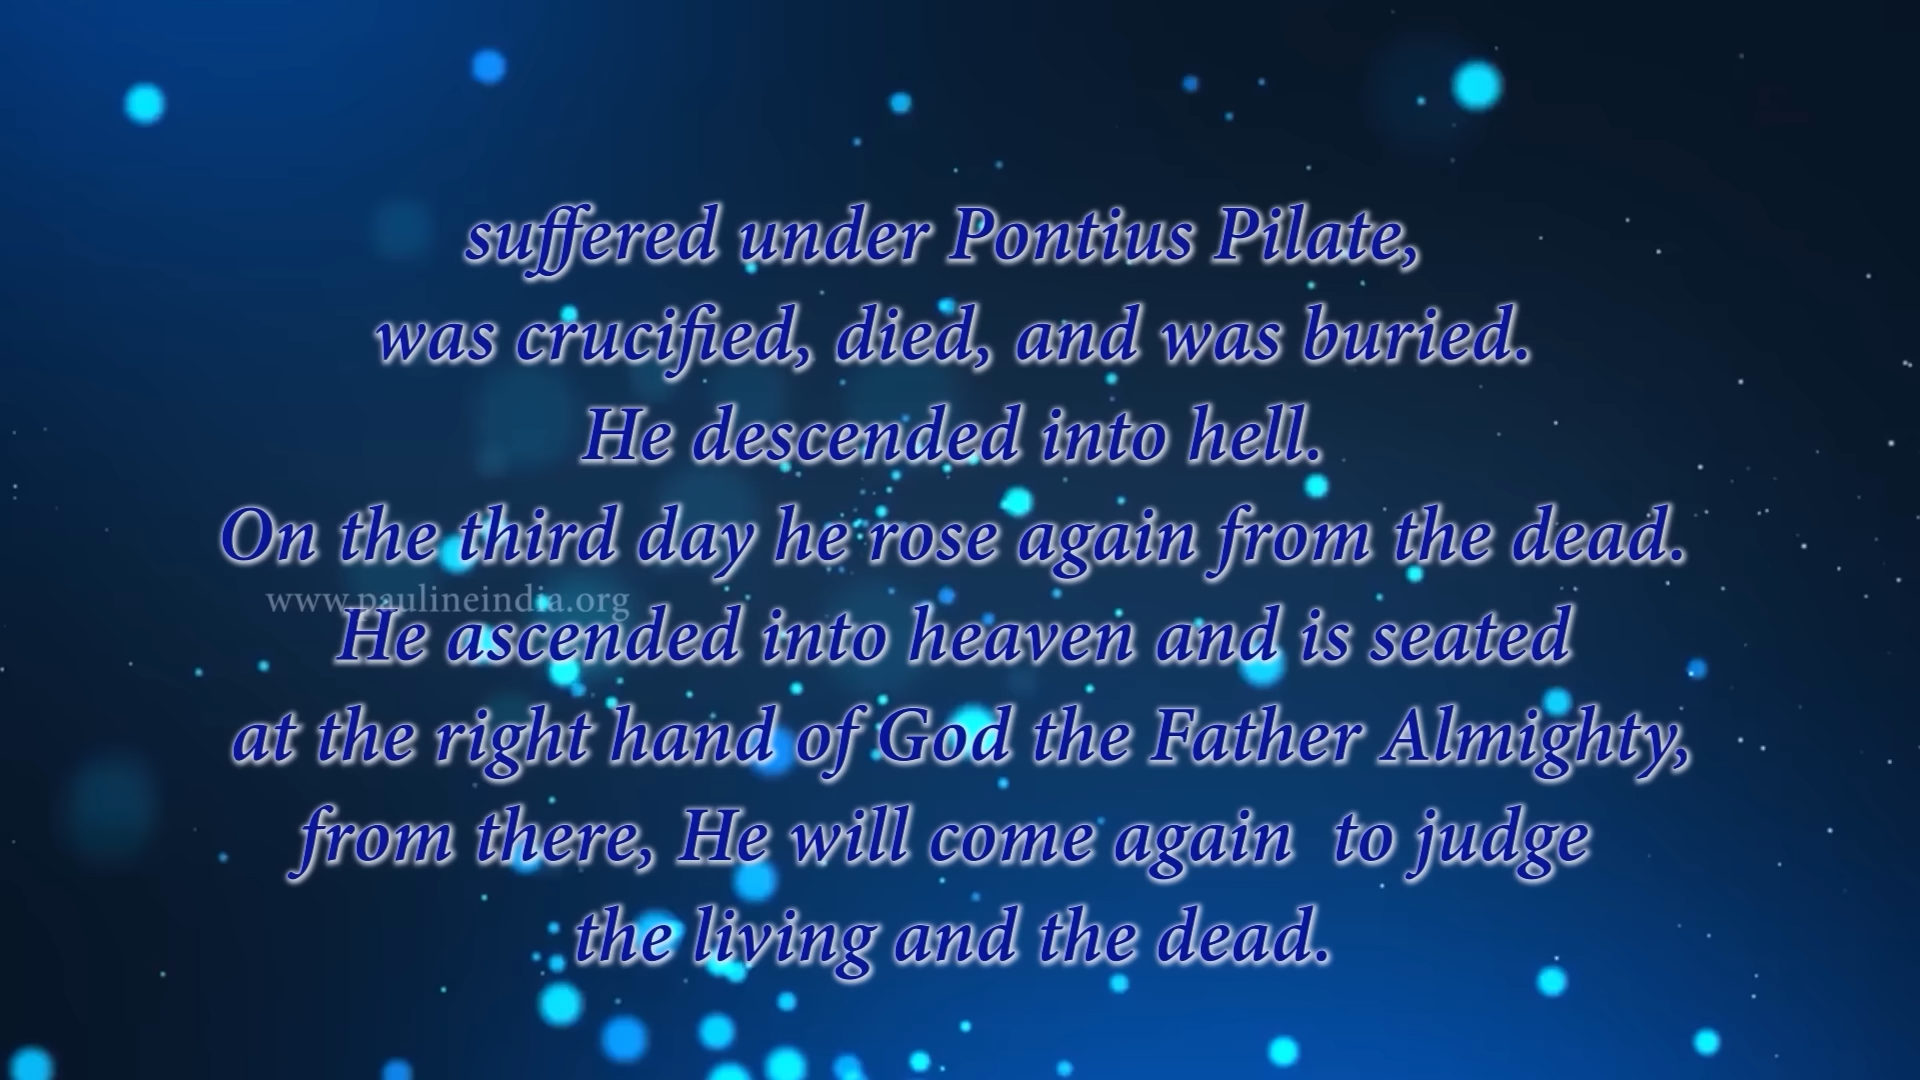 suffered under Pontius Pilate,
was crucified, died, and was buried.
He descended into hell.
On the third day he rose again from the dead.
www.paulineindia.org
He ascended into heaven and is seated
at the right hand of God the Father Almighty,
from there, He will come again  to judge
the living and the dead.